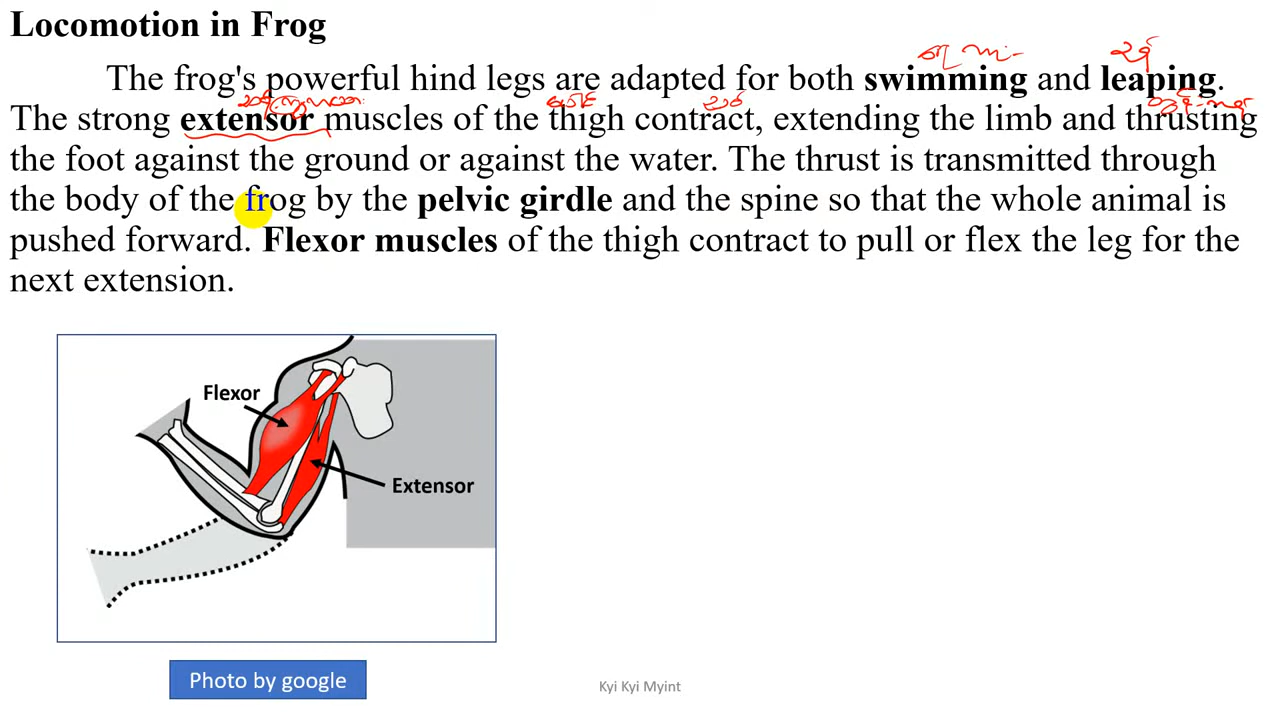 Locomotion in Frog
The frog's powerful hind legs are adapted for both swimming and leaping.
The strong extensor muscles of the thigh contract, extending the limb and thrusting
the foot against the ground or against the water. The thrust is transmitted through
the body of the frog by the pelvic girdle and the spine so that the whole animal is
pushed forward. Flexor muscles of the thigh contract to pull or flex the leg for the
next extension.
Flexor
Extensor
Photo by google
Kyi Kyi Myint